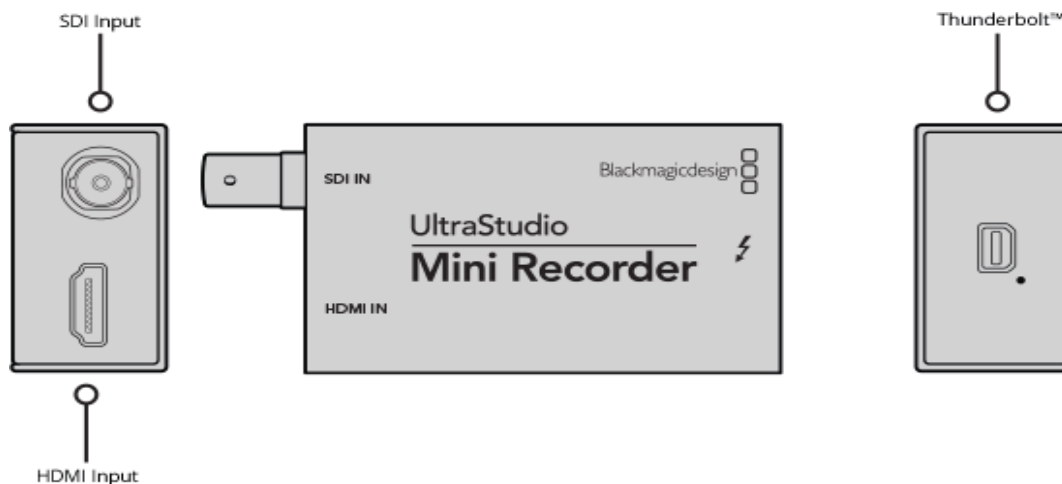 SDI Input
Thunderbolt™
SDI IN
Blackmagicdesign
UltraStudio
Mini Recorder
HDMI IN
HDMI Input